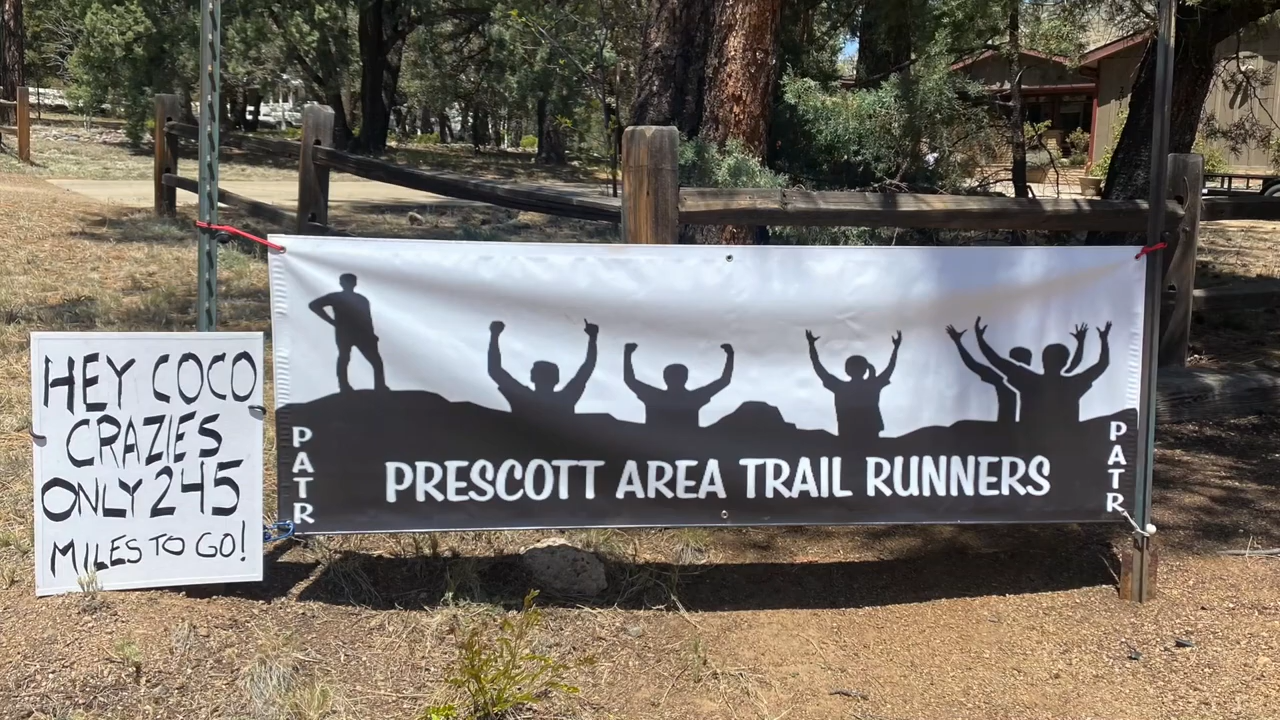 HEY COCO
CRAZIES
ONLY 245
MILES TO GO!
PATR
PRESCOTT AREA TRAIL RUNNERS
PATR